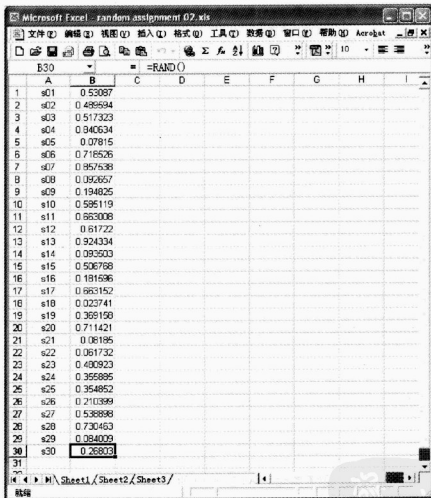 Microsoft Excel - random assignment 02.xls
文件(F) 编辑(E) 视图(V) 插入(I) 格式(O) 工具(T) 数据(D) 窗口(W) 帮助(H) Acrobat
10
B30 = =RAND()
A B C D E F G H I
1 s01 0.53087
2 s02 0.489594
3 s03 0.517323
4 s04 0.840634
5 s05 0.07815
6 s06 0.718526
7 s07 0.857538
8 s08 0.092657
9 s09 0.194825
10 s10 0.585119
11 s11 0.663008
12 s12 0.61722
13 s13 0.924334
14 s14 0.093503
15 s15 0.506768
16 s16 0.181596
17 s17 0.663152
18 s18 0.023741
19 s19 0.369158
20 s20 0.711421
21 s21 0.08185
22 s22 0.061732
23 s23 0.480923
24 s24 0.355885
25 s25 0.354852
26 s26 0.210399
27 s27 0.538898
28 s28 0.730463
29 s29 0.084009
30 s30 0.26803
31
Sheet1 Sheet2 Sheet3
就绪